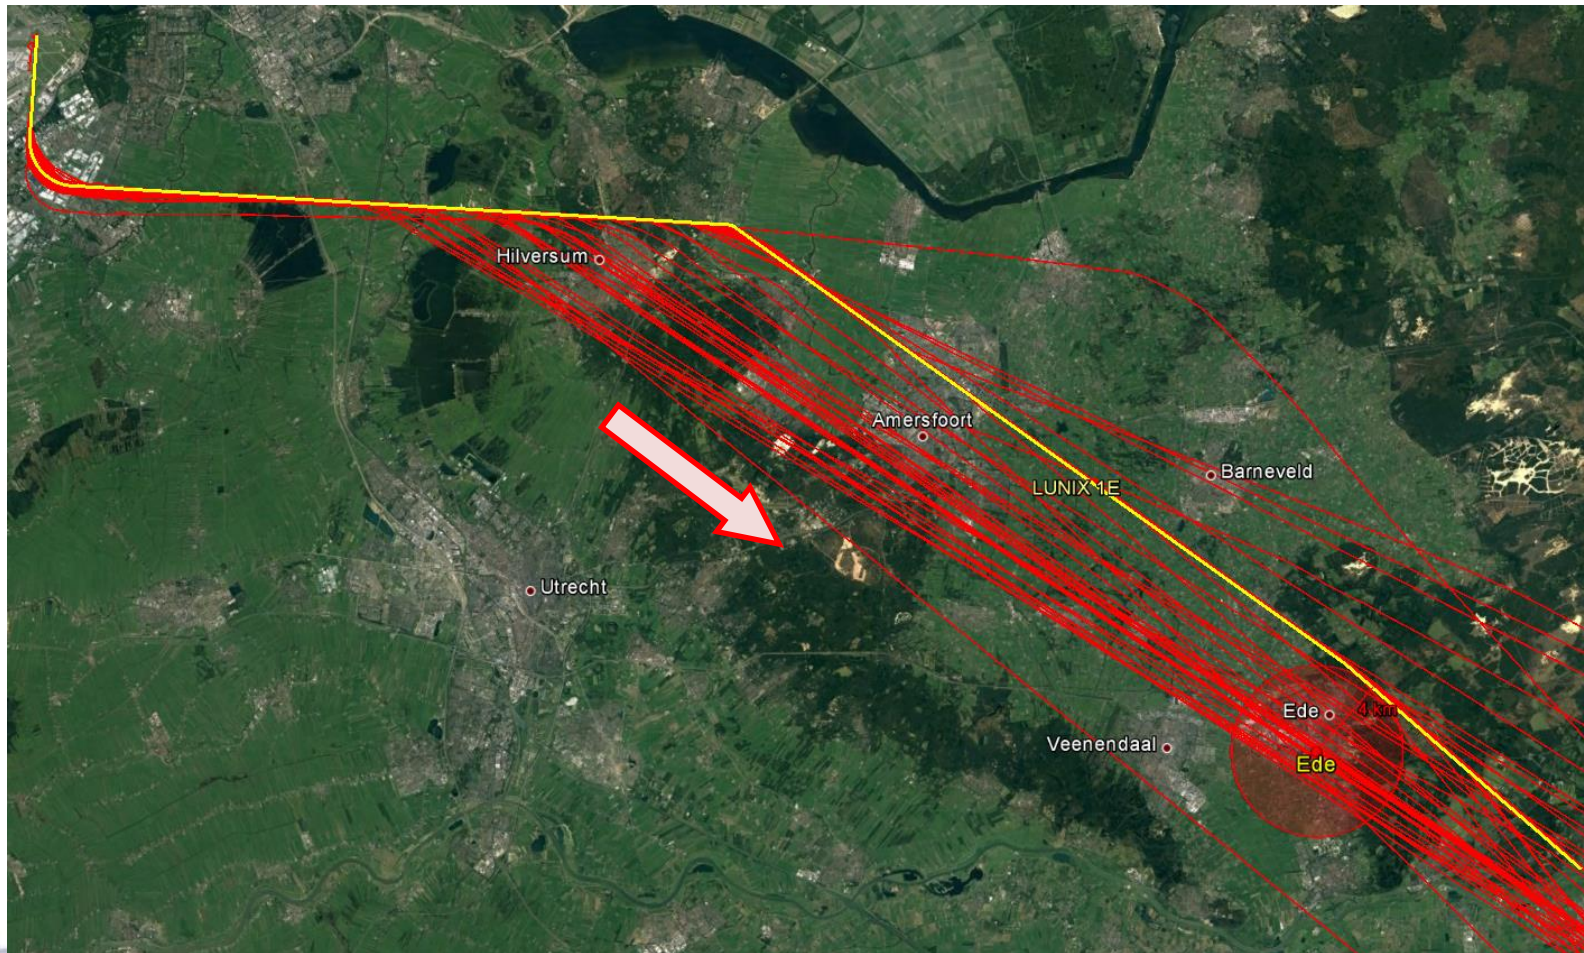 Hilversum
Amersfoort
Barneveld
LUNIX 1E
Utrecht
Ede
4 km
Veenendaal
Ede